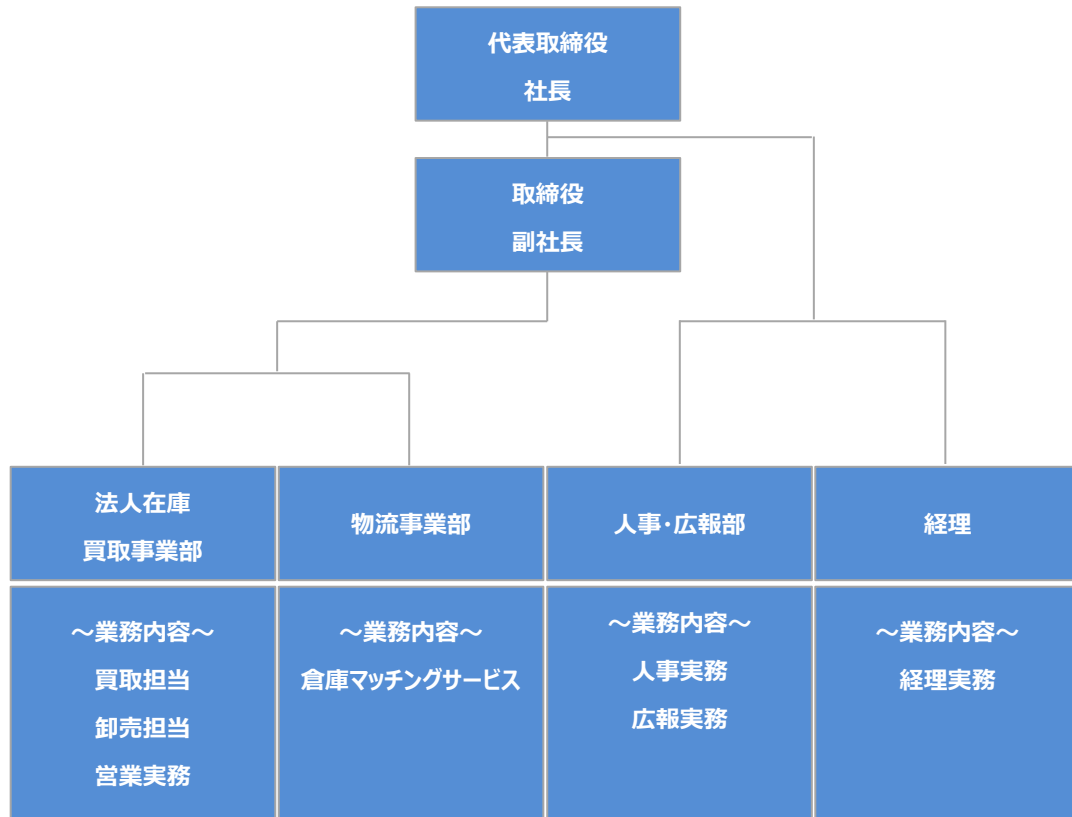 代表取締役
社長
取締役
副社長
法人在庫
買取事業部
物流事業部
人事・広報部
経理
～業務内容～
買取担当
卸売担当
営業実務
～業務内容～
倉庫マッチングサービス
～業務内容～
人事実務
広報実務
～業務内容～
経理実務